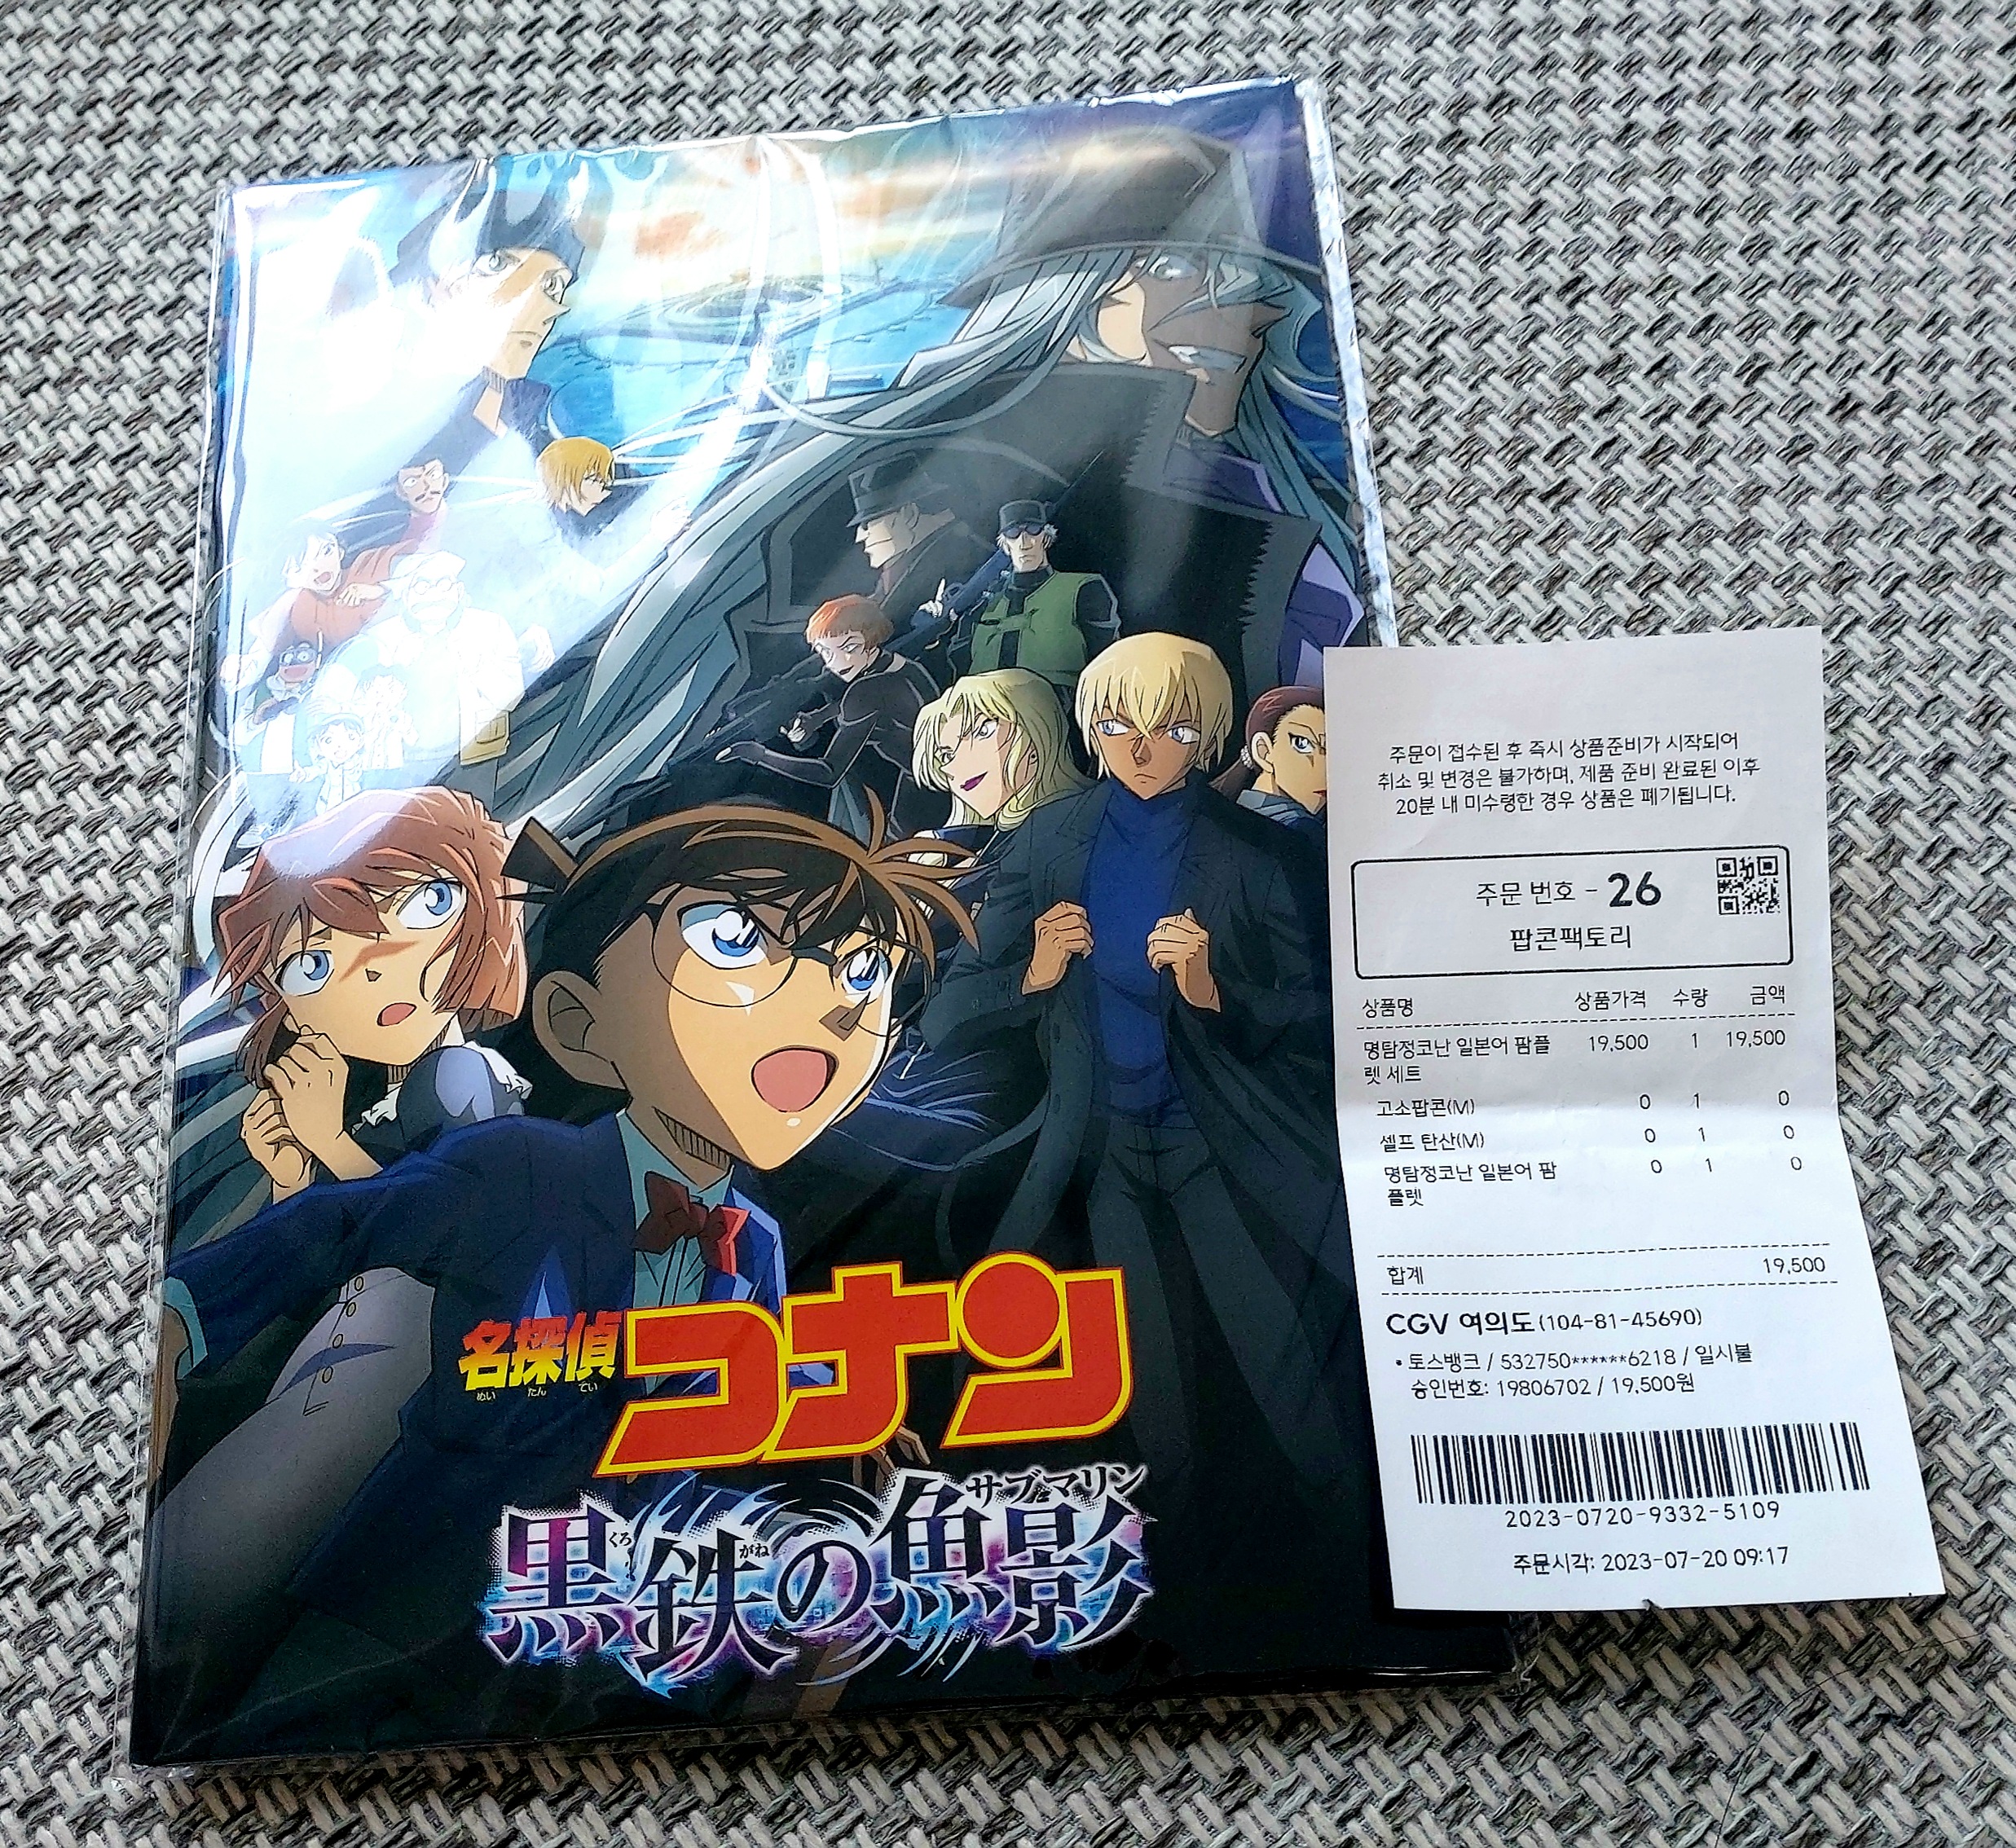 名探偵
めい たん てい
コナン
サブマリン
黒鉄の魚影
くろ がね
주문이 접수된 후 즉시 상품준비가 시작되어
취소 및 변경은 불가하며, 제품 준비 완료된 이후
20분 내 미수령한 경우 상품은 폐기됩니다.
주문 번호 - 26
팝콘팩토리
상품명 상품가격 수량 금액
명탐정코난 일본어 팜플 19,500 1 19,500
렛 세트
고소팝콘(M) 0 1 0
셀프 탄산(M) 0 1 0
명탐정코난 일본어 팜 0 1 0
플렛
합계 19,500
CGV 여의도(104-81-45690)
• 토스뱅크 / 532750******6218 / 일시불
승인번호: 19806702 / 19,500원
2023-0720-9332-5109
주문시각: 2023-07-20 09:17